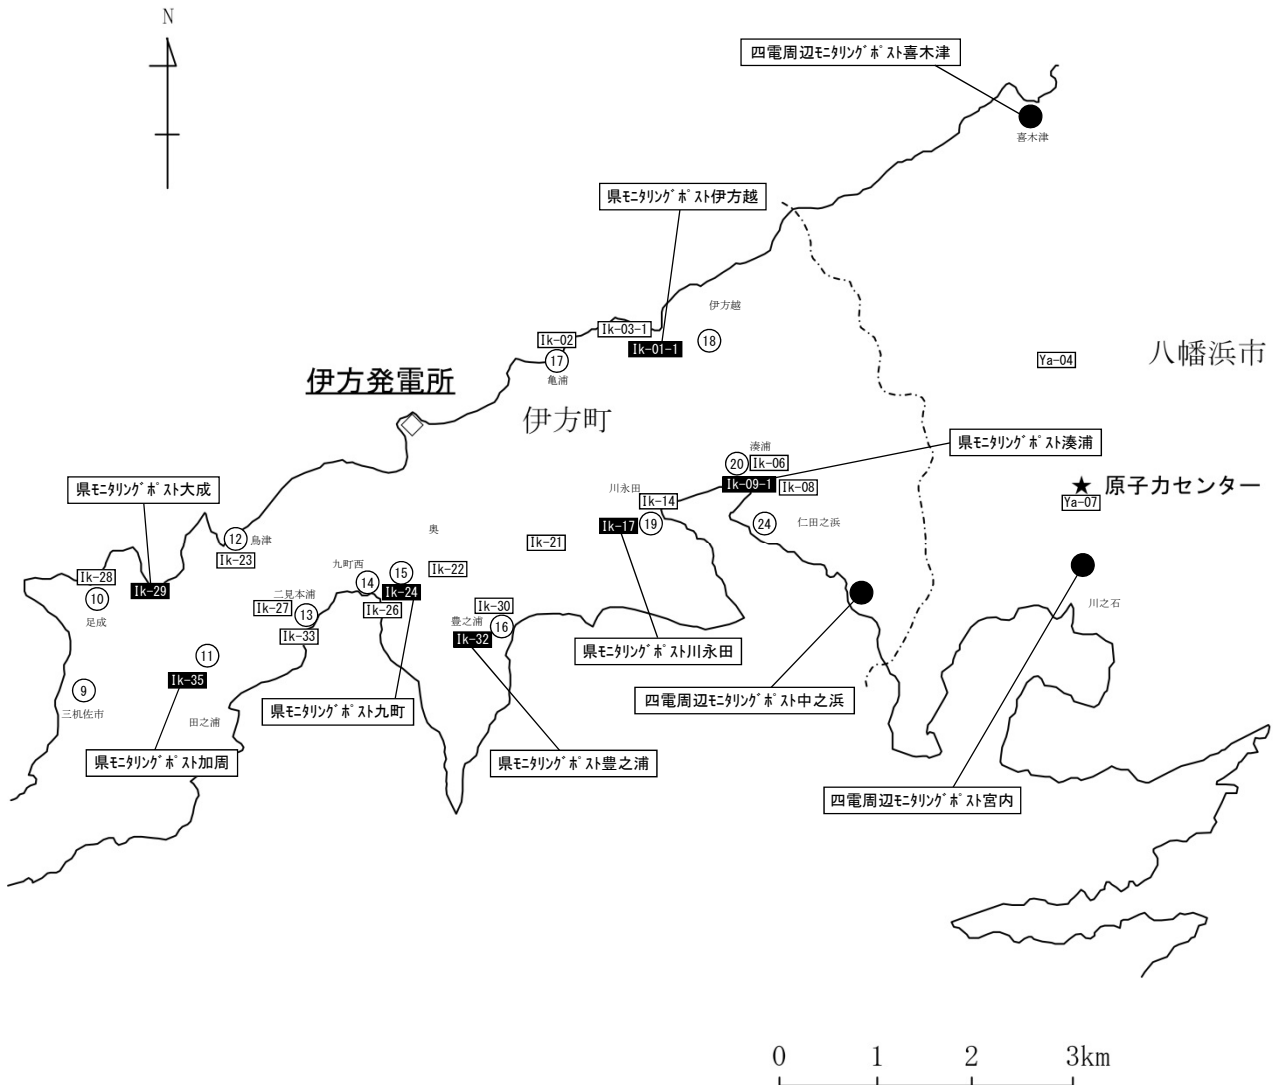 N
四電周辺ﾓﾆﾀﾘﾝｸﾞﾎﾟｽﾄ喜木津
喜木津
県ﾓﾆﾀﾘﾝｸﾞﾎﾟｽﾄ伊方越
伊方越
Ik-03-1
Ik-02
Ik-01-1
18
17
亀浦
Ya-04
八幡浜市
伊方発電所
伊方町
県ﾓﾆﾀﾘﾝｸﾞﾎﾟｽﾄ湊浦
湊浦
20
Ik-06
Ik-09-1
Ik-08
県ﾓﾆﾀﾘﾝｸﾞﾎﾟｽﾄ大成
川永田
Ik-14
★ 原子力センター
Ya-07
Ik-17
19
24
仁田之浜
奥
12
鳥津
Ik-21
Ik-23
九町西
15
Ik-22
Ik-28
14
Ik-29
Ik-24
10
二見本浦
Ik-27
13
Ik-26
Ik-30
川之石
足成
豊之浦
16
Ik-33
Ik-32
11
県ﾓﾆﾀﾘﾝｸﾞﾎﾟｽﾄ川永田
Ik-35
9
三机佐市
田之浦
県ﾓﾆﾀﾘﾝｸﾞﾎﾟｽﾄ九町
四電周辺ﾓﾆﾀﾘﾝｸﾞﾎﾟｽﾄ中之浜
県ﾓﾆﾀﾘﾝｸﾞﾎﾟｽﾄ加周
県ﾓﾆﾀﾘﾝｸﾞﾎﾟｽﾄ豊之浦
四電周辺ﾓﾆﾀﾘﾝｸﾞﾎﾟｽﾄ宮内
0 1 2 3km